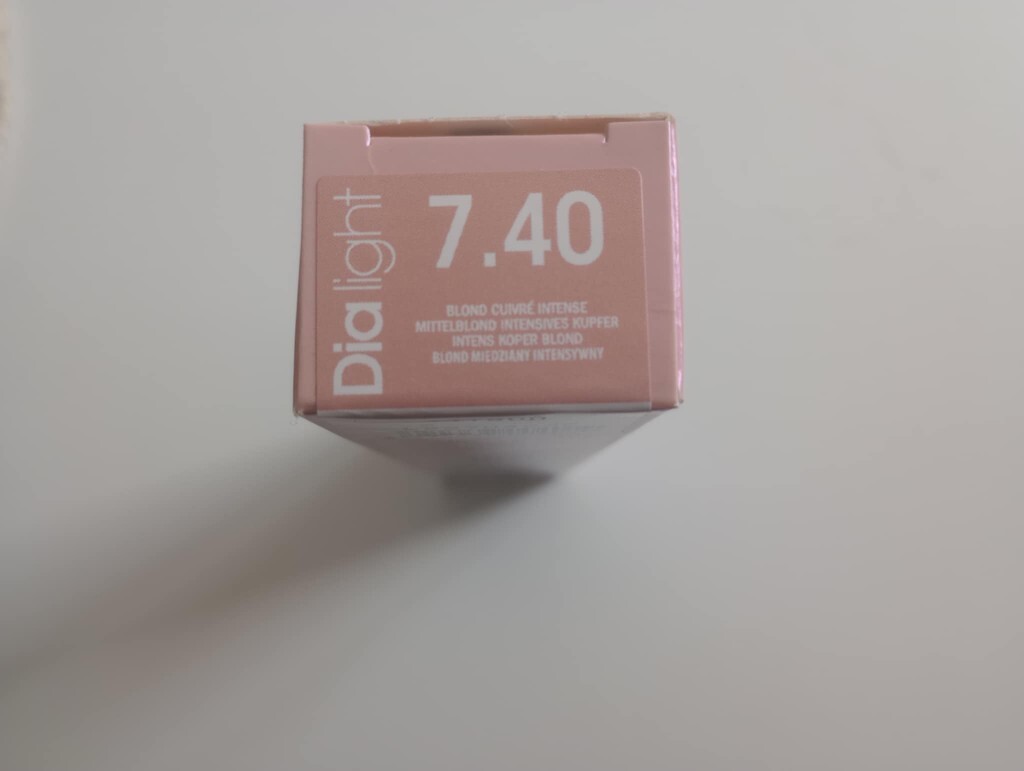 Dia light
7.40
BLOND CUIVRÉ INTENSE
MITTELBLOND INTENSIVES KUPFER
INTENS KOPER BLOND
BLOND MIEDZIANY INTENSYWNY